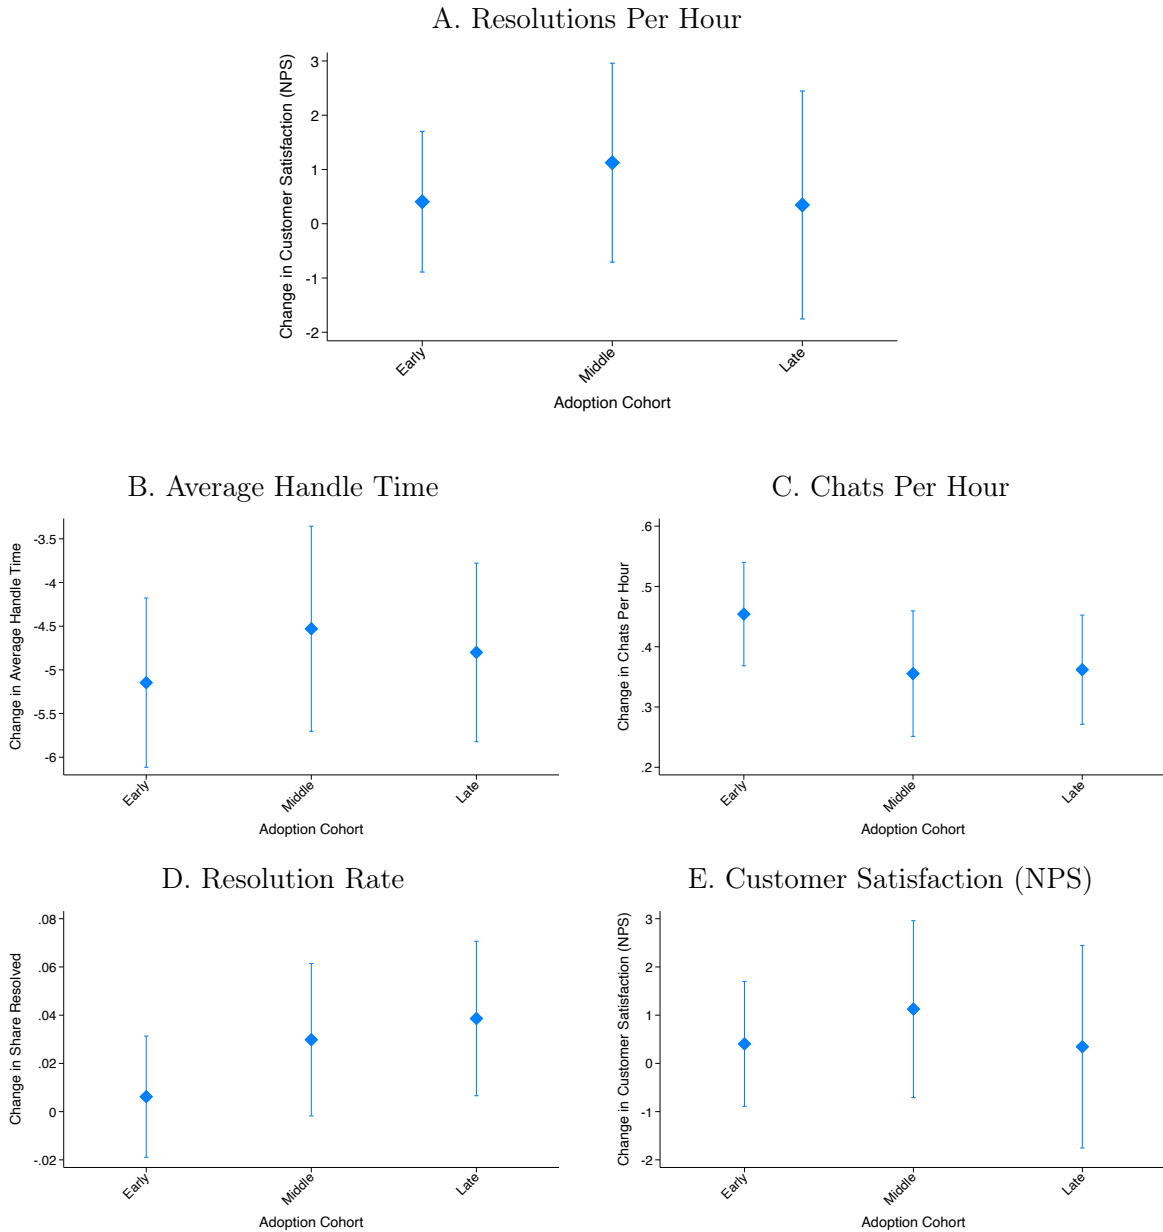 A. Resolutions Per Hour
Change in Customer Satisfaction (NPS)
3
2
1
0
-1
-2
Early
Middle
Late
Adoption Cohort
B. Average Handle Time
Change in Average Handle Time
-3.5
-4
-4.5
-5
-5.5
-6
Early
Middle
Late
Adoption Cohort
C. Chats Per Hour
Change in Chats Per Hour
.6
.5
.4
.3
.2
Early
Middle
Late
Adoption Cohort
D. Resolution Rate
Change in Share Resolved
.08
.06
.04
.02
0
-.02
Early
Middle
Late
Adoption Cohort
E. Customer Satisfaction (NPS)
Change in Customer Satisfaction (NPS)
3
2
1
0
-1
-2
Early
Middle
Late
Adoption Cohort